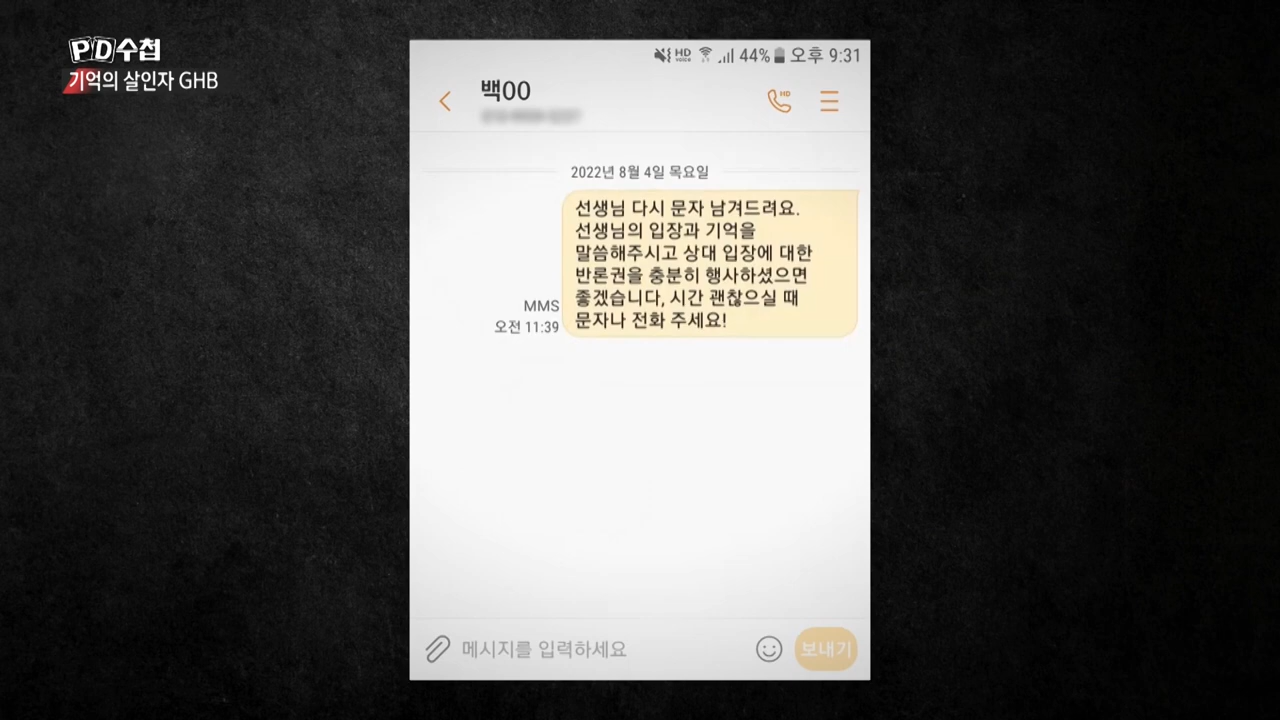 PD수첩
기억의 살인자 GHB
HD 44% 오후 9:31
백00
HD
2022년 8월 4일 목요일
선생님 다시 문자 남겨드려요.
선생님의 입장과 기억을
말씀해주시고 상대 입장에 대한
반론권을 충분히 행사하셨으면
좋겠습니다, 시간 괜찮으실 때
문자나 전화 주세요!
MMS
오전 11:39
메시지를 입력하세요
보내기